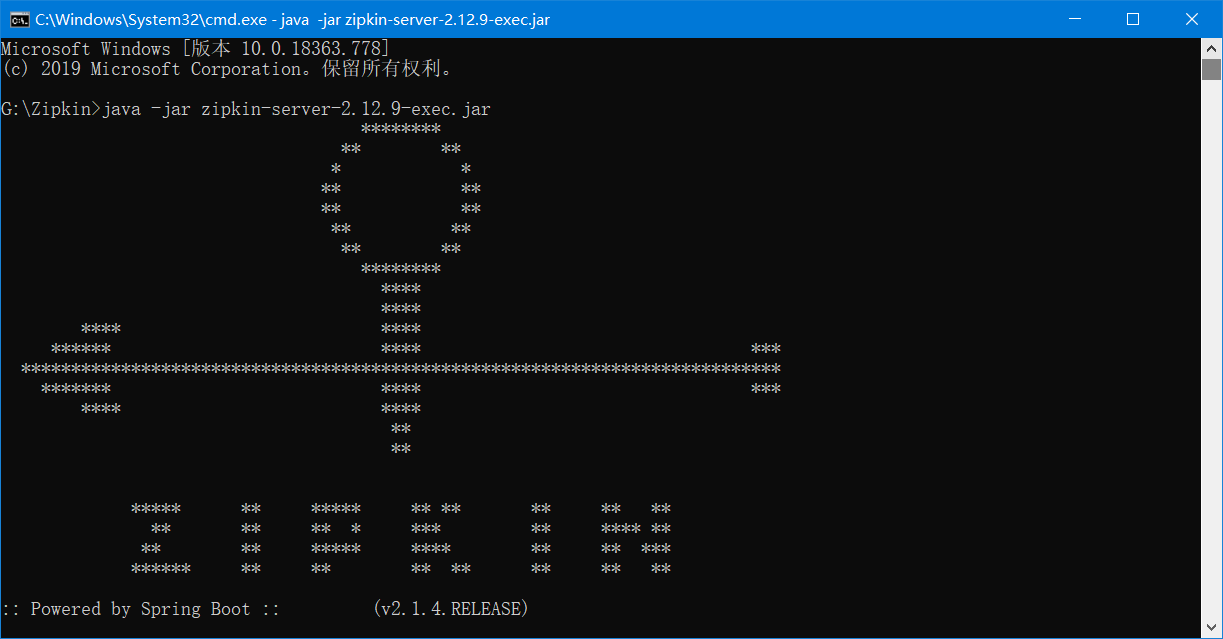 C:\Windows\System32\cmd.exe - java  -jar zipkin-server-2.12.9-exec.jar
Microsoft Windows [版本 10.0.18363.778]
(c) 2019 Microsoft Corporation。保留所有权利。
G:\Zipkin>java -jar zipkin-server-2.12.9-exec.jar
                                    ********
                                  **        **
                                 *            *
                                **            **
                                **            **
                                 **          **
                                  **        **
                                    ********
                                      ****
                                      ****
        ****                          ****
     ******                           ****                                 ***
  ****************************************************************************
    *******                           ****                                 ***
        ****                          ****
                                       **
                                       **
             *****      **     *****     ** **       **     **   **
               **       **     **  *     ***         **     **** **
              **        **     *****     ****        **     **  ***
             ******     **     **        **  **      **     **   **
:: Powered by Spring Boot ::         (v2.1.4.RELEASE)